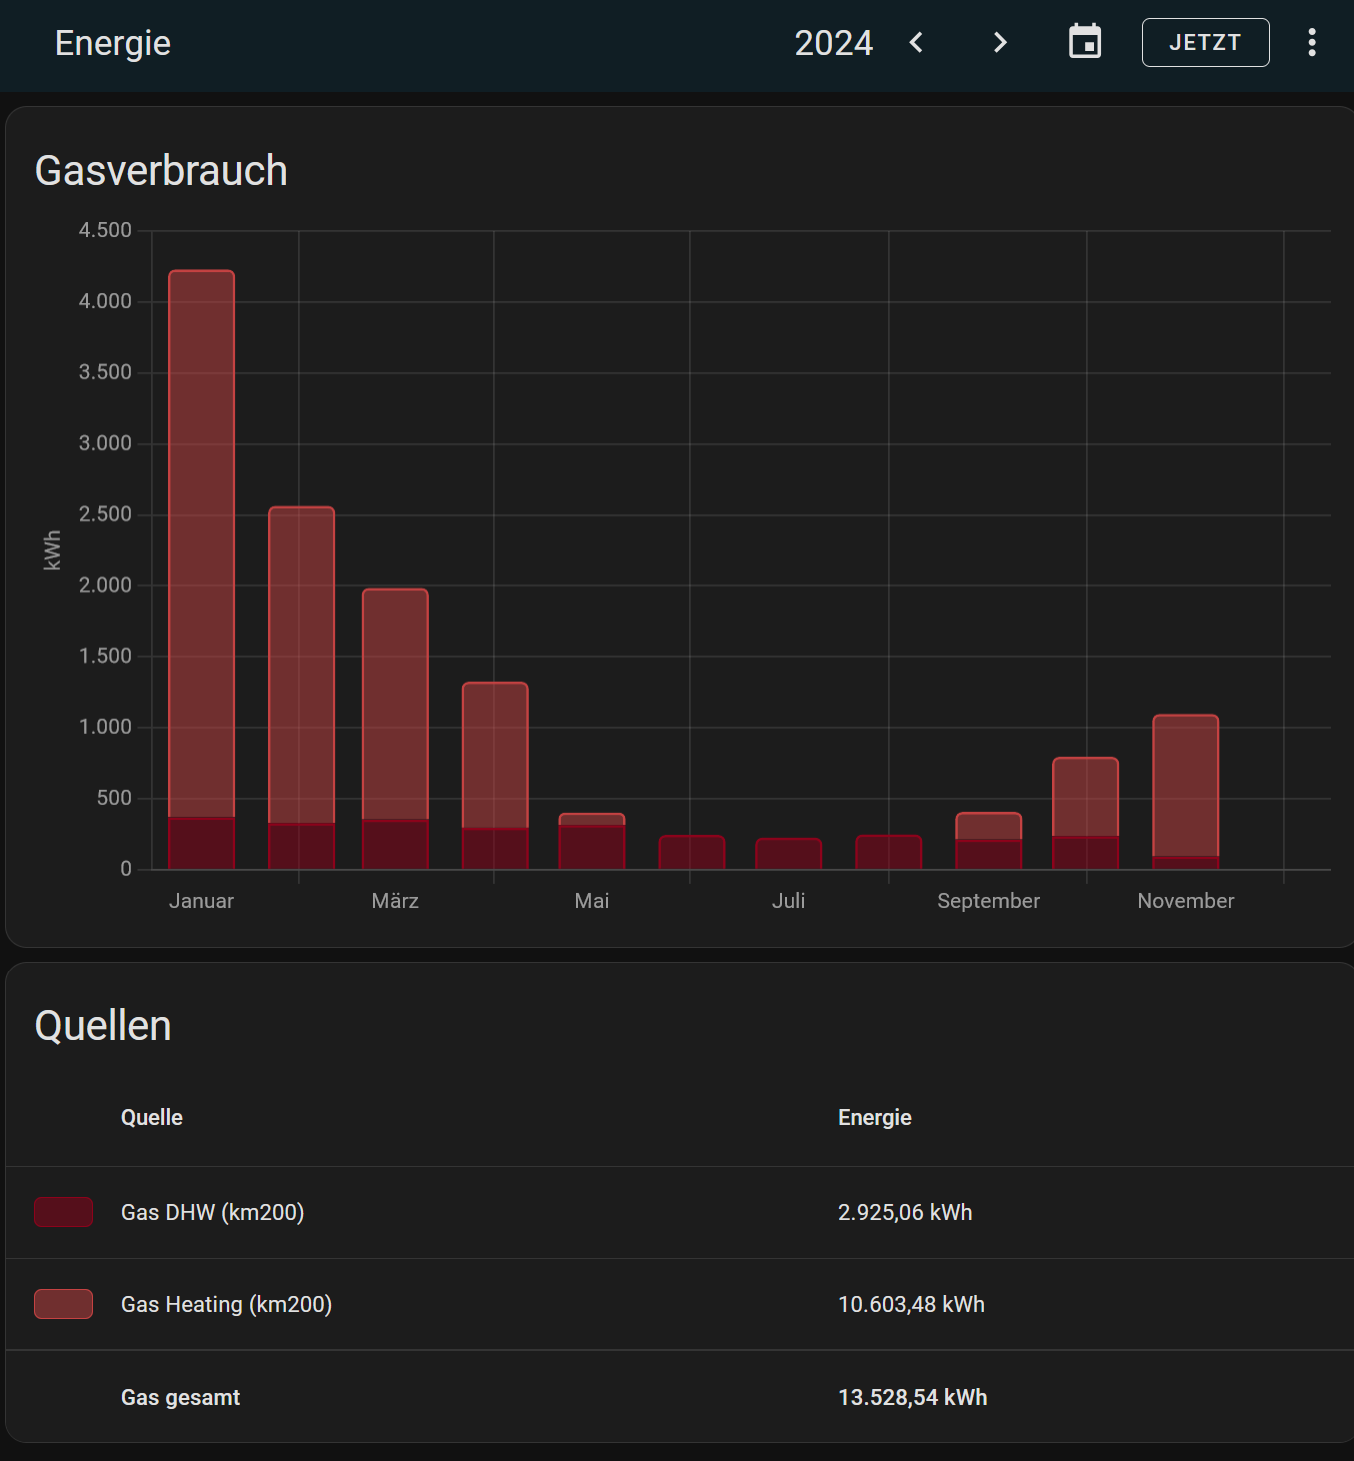 Energie
2024
JETZT
Gasverbrauch
4.500
4.000
3.500
3.000
2.500
2.000
1.500
1.000
500
0
kWh
Januar März Mai Juli September November
Quellen
Quelle Energie
Gas DHW (km200) 2.925,06 kWh
Gas Heating (km200) 10.603,48 kWh
Gas gesamt 13.528,54 kWh